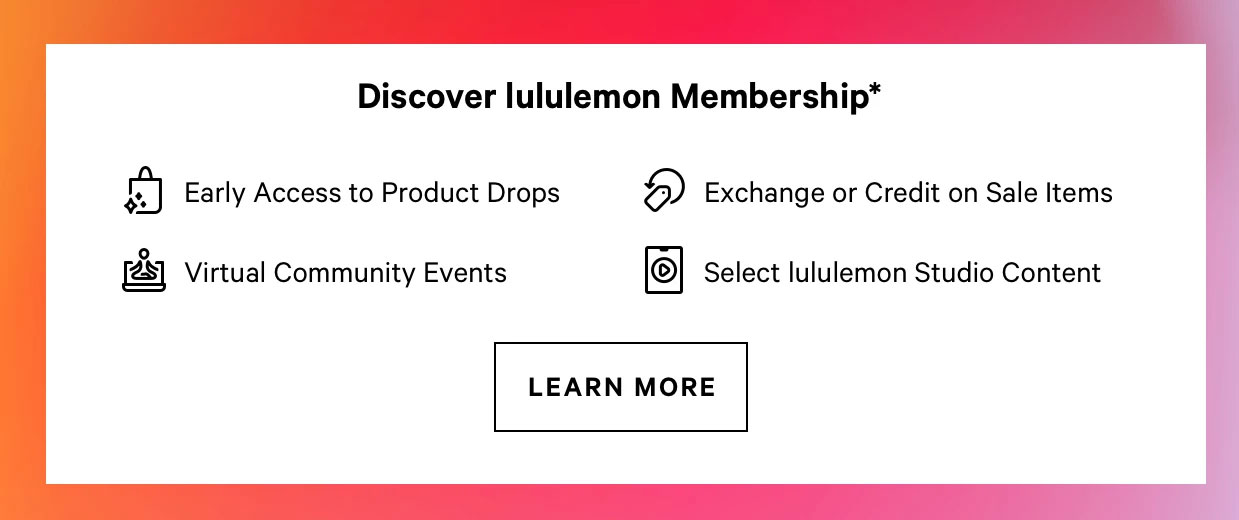 Discover lululemon Membership*
Early Access to Product Drops
Exchange or Credit on Sale Items
Virtual Community Events
Select lululemon Studio Content
LEARN MORE